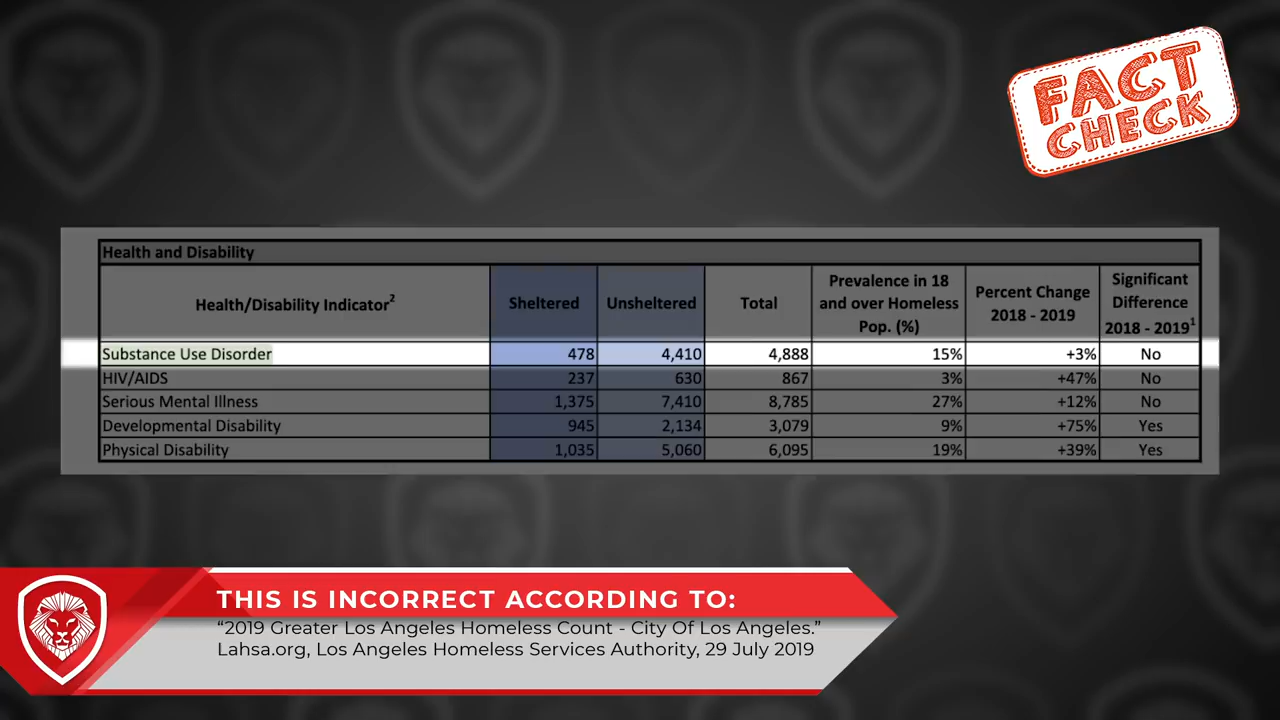 FACT
CHECK
Health and Disability
Health/Disability Indicator2 Sheltered Unsheltered Total Prevalence in 18 and over Homeless Pop. (%) Percent Change 2018 - 2019 Significant Difference 2018 - 20191
Substance Use Disorder 478 4,410 4,888 15% +3% No
HIV/AIDS 237 630 867 3% +47% No
Serious Mental Illness 1,375 7,410 8,785 27% +12% No
Developmental Disability 945 2,134 3,079 9% +75% Yes
Physical Disability 1,035 5,060 6,095 19% +39% Yes
THIS IS INCORRECT ACCORDING TO:
“2019 Greater Los Angeles Homeless Count - City Of Los Angeles.”
Lahsa.org, Los Angeles Homeless Services Authority, 29 July 2019